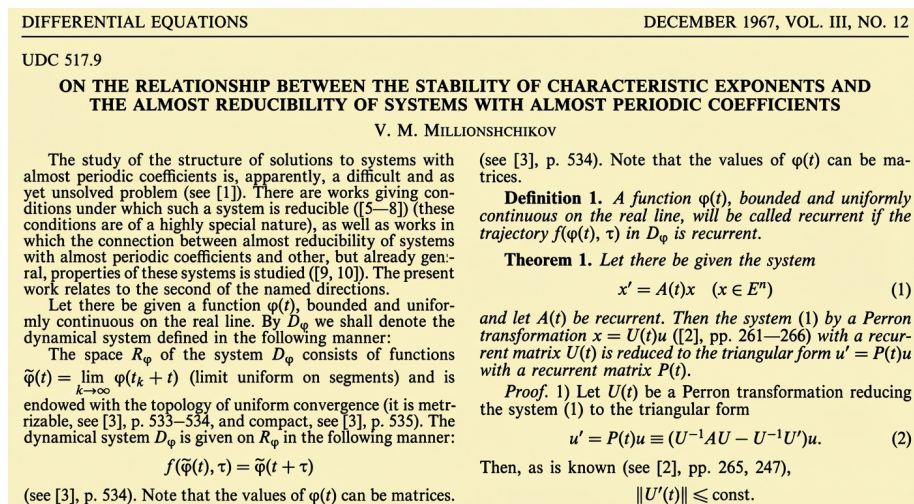 DIFFERENTIAL EQUATIONS DECEMBER 1967, VOL. III, NO. 12
UDC 517.9
ON THE RELATIONSHIP BETWEEN THE STABILITY OF CHARACTERISTIC EXPONENTS AND
THE ALMOST REDUCIBILITY OF SYSTEMS WITH ALMOST PERIODIC COEFFICIENTS
V. M. MILLIONSHCHIKOV
The study of the structure of solutions to systems with
almost periodic coefficients is, apparently, a difficult and as
yet unsolved problem (see [1]). There are works giving con-
ditions under which such a system is reducible ([5—8]) (these
conditions are of a highly special nature), as well as works in
which the connection between almost reducibility of systems
with almost periodic coefficients and other, but already gen:-
ral, properties of these systems is studied ([9, 10]). The present
work relates to the second of the named directions.
Let there be given a function φ(t), bounded and unifor-
mly continuous on the real line. By Dφ we shall denote the
dynamical system defined in the following manner:
The space Rφ of the system Dφ consists of functions
φ̃(t) = lim φ(tk + t) (limit uniform on segments) and is
k→∞
endowed with the topology of uniform convergence (it is metr-
rizable, see [3], p. 533—534, and compact, see [3], p. 535). The
dynamical system Dφ is given on Rφ in the following manner:
f(φ̃(t), τ) = φ̃(t + τ)
(see [3], p. 534). Note that the values of φ(t) can be matrices.
(see [3], p. 534). Note that the values of φ(t) can be ma-
trices.
Definition 1. A function φ(t), bounded and uniformly
continuous on the real line, will be called recurrent if the
trajectory f(φ(t), τ) in Dφ is recurrent.
Theorem 1. Let there be given the system
x′ = A(t)x (x ∈ Eⁿ) (1)
and let A(t) be recurrent. Then the system (1) by a Perron
transformation x = U(t)u ([2], pp. 261—266) with a recur-
rent matrix U(t) is reduced to the triangular form u′ = P(t)u
with a recurrent matrix P(t).
Proof. 1) Let U(t) be a Perron transformation reducing
the system (1) to the triangular form
u′ = P(t)u ≡ (U⁻¹AU − U⁻¹U′)u. (2)
Then, as is known (see [2], pp. 265, 247),
‖U′(t)‖ ⩽ const.